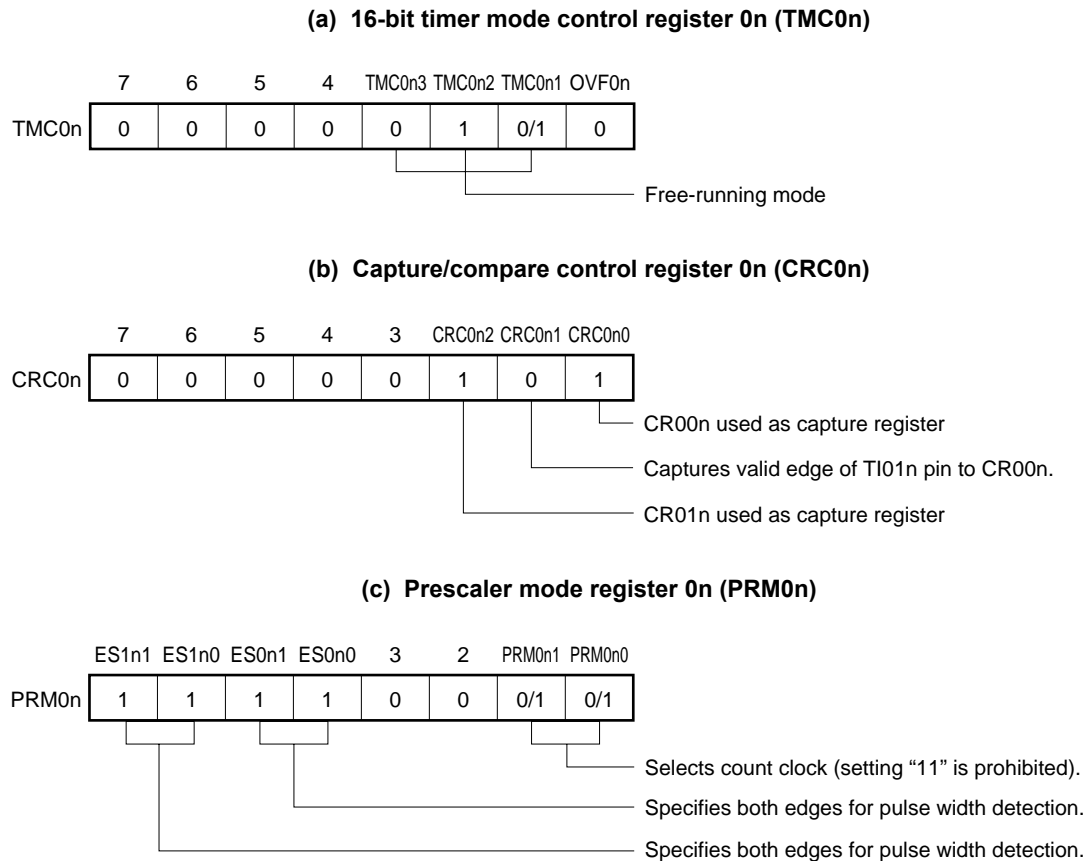 (a) 16-bit timer mode control register 0n (TMC0n)
7 6 5 4 TMC0n3 TMC0n2 TMC0n1 OVF0n
TMC0n 0 0 0 0 0 1 0/1 0
Free-running mode
(b) Capture/compare control register 0n (CRC0n)
7 6 5 4 3 CRC0n2 CRC0n1 CRC0n0
CRC0n 0 0 0 0 0 1 0 1
CR00n used as capture register
Captures valid edge of TI01n pin to CR00n.
CR01n used as capture register
(c) Prescaler mode register 0n (PRM0n)
ES1n1 ES1n0 ES0n1 ES0n0 3 2 PRM0n1 PRM0n0
PRM0n 1 1 1 1 0 0 0/1 0/1
Selects count clock (setting “11” is prohibited).
Specifies both edges for pulse width detection.
Specifies both edges for pulse width detection.